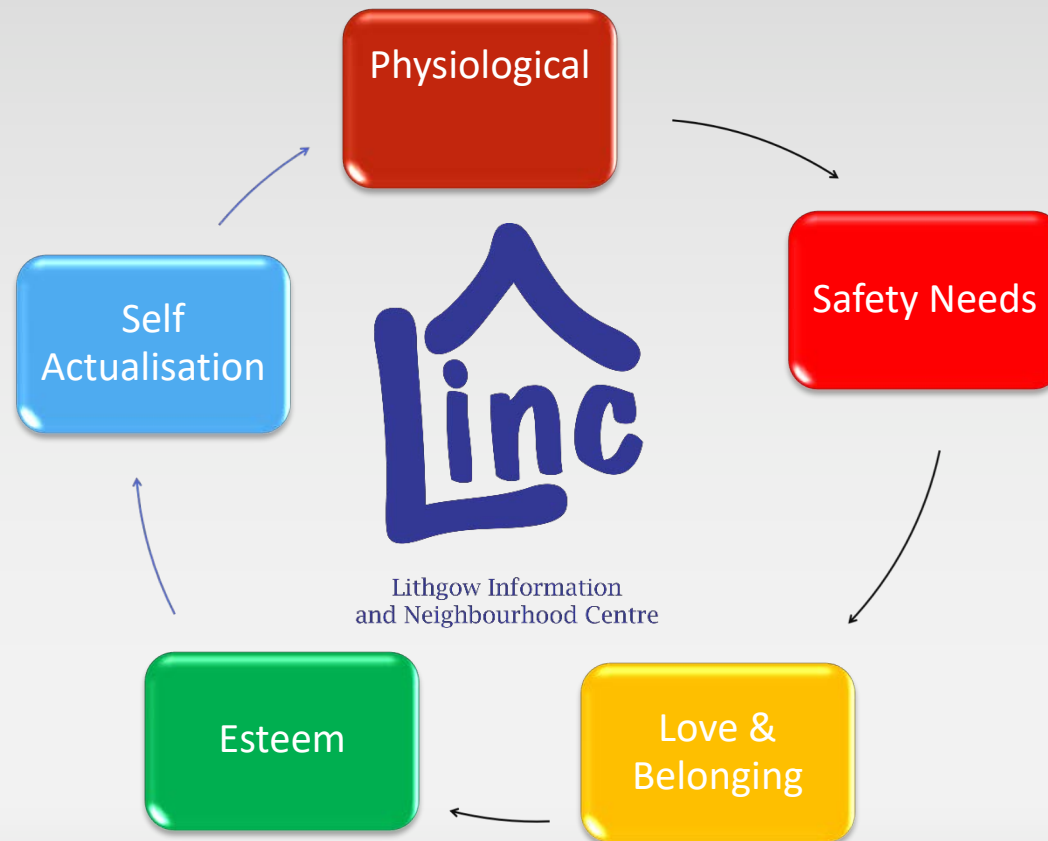 Physiological
Safety Needs
Love &
Belonging
Esteem
Self
Actualisation
Linc
Lithgow Information
and Neighbourhood Centre